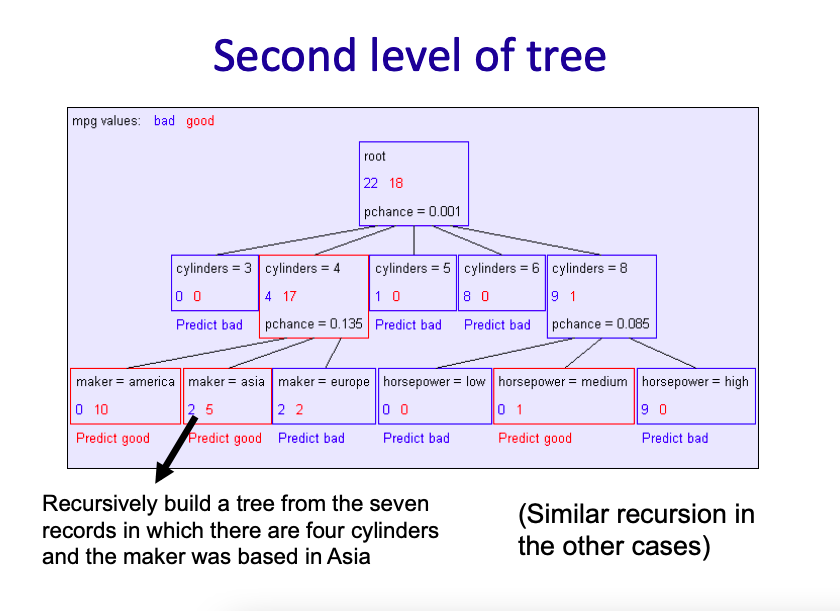 Second level of tree
mpg values: bad good
root
22 18
pchance = 0.001
cylinders = 3 cylinders = 4 cylinders = 5 cylinders = 6 cylinders = 8
0 0 4 17 1 0 8 0 9 1
Predict bad pchance = 0.135 Predict bad Predict bad pchance = 0.085
maker = america maker = asia maker = europe horsepower = low horsepower = medium horsepower = high
0 10 2 5 2 2 0 0 0 1 9 0
Predict good Predict good Predict bad Predict bad Predict good Predict bad
Recursively build a tree from the seven
records in which there are four cylinders
and the maker was based in Asia
(Similar recursion in
the other cases)